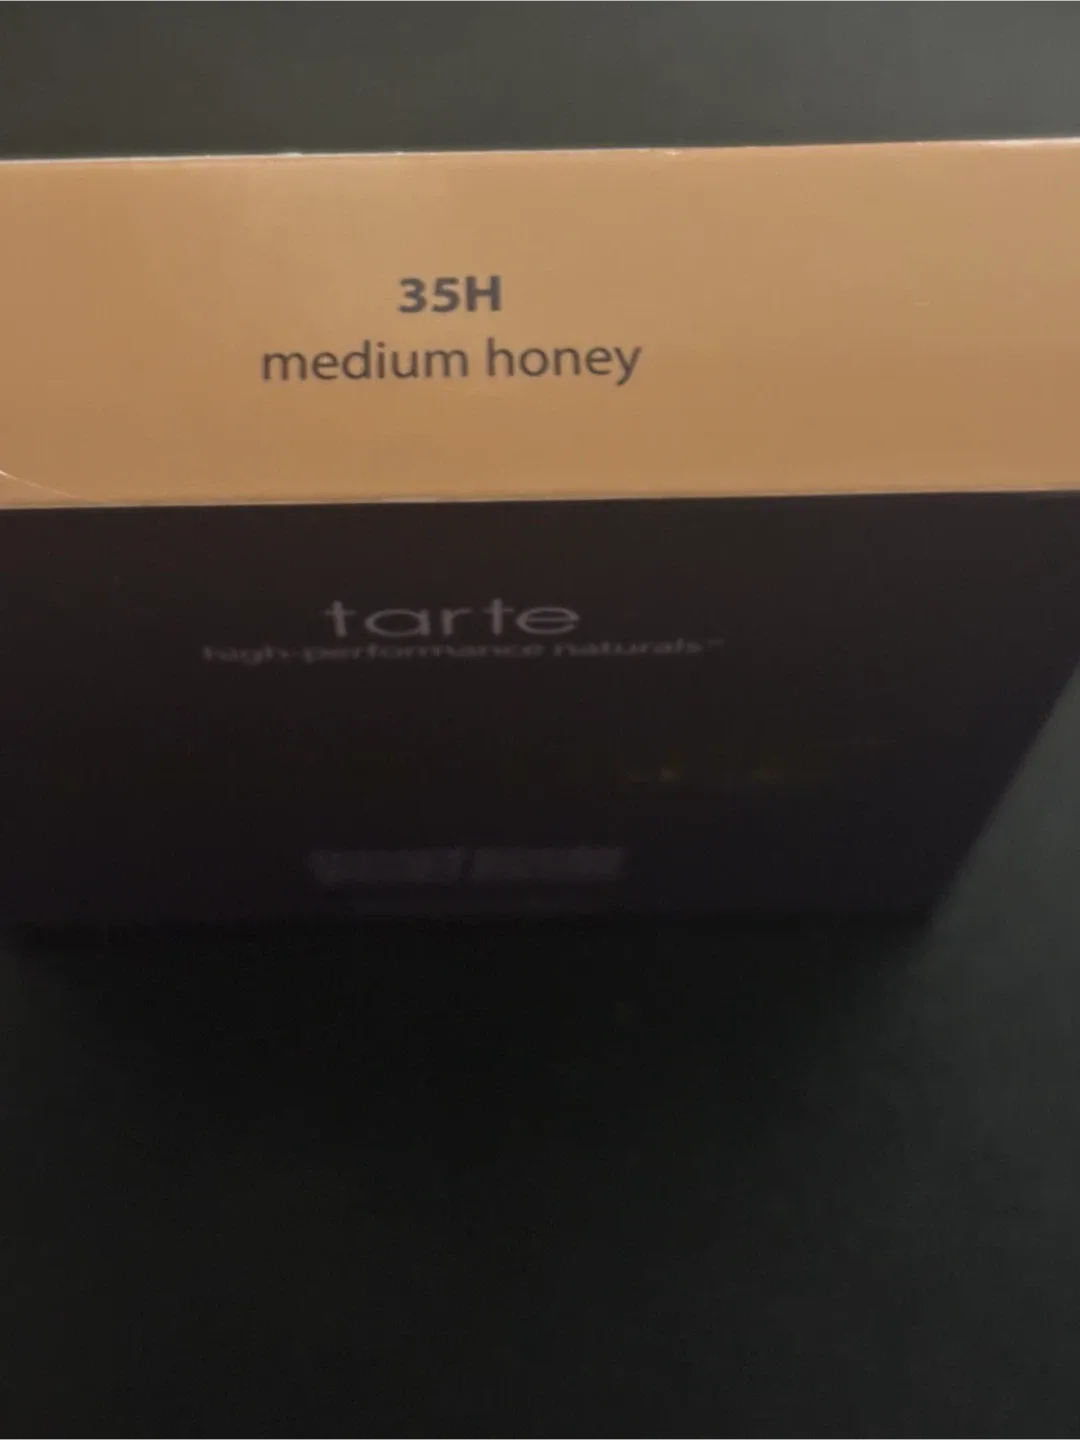 35H
medium honey
tarte
high-performance naturals™